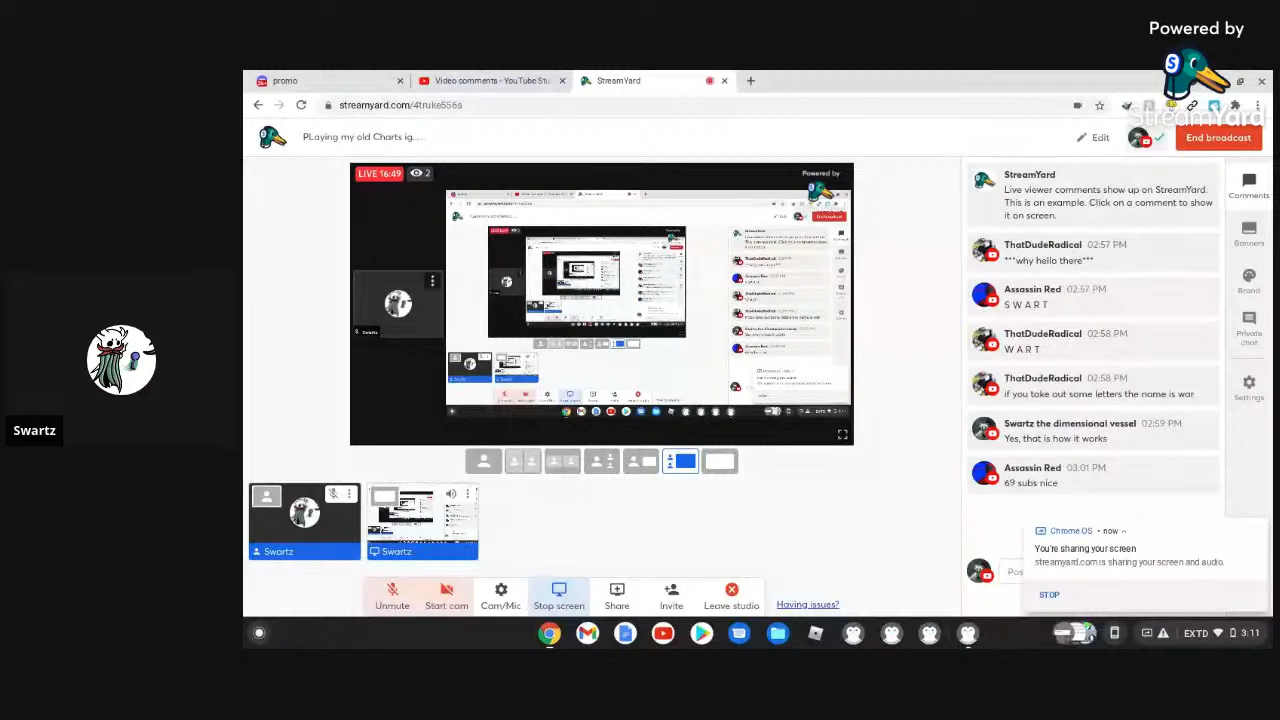 Powered by
StreamYard
promo
Video comments - YouTube Stu
StreamYard
streamyard.com/4truke556s
PLaying my old Charts ig.....
Edit
End broadcast
LIVE 16:49
2
Powered by
StreamYard
Live viewer comments show up on StreamYard.
This is an example. Click on a comment to show
it on screen.
ThatDudeRadical 02:57 PM
***why hello there***
Assassin Red 02:57 PM
S W A R T
ThatDudeRadical 02:58 PM
W A R T
ThatDudeRadical 02:58 PM
if you take out some letters the name is war
Swartz the dimensional vessel 02:59 PM
Yes, that is how it works
Assassin Red 03:01 PM
69 subs nice
Comments
Banners
Brand
Private
chat
Settings
Swartz
Swartz
Swartz
Swartz
Chrome OS • now
You're sharing your screen
streamyard.com is sharing your screen and audio.
STOP
Pos
Unmute
Start cam
Cam/Mic
Stop screen
Share
Invite
Leave studio
Having issues?
EXTD
3:11